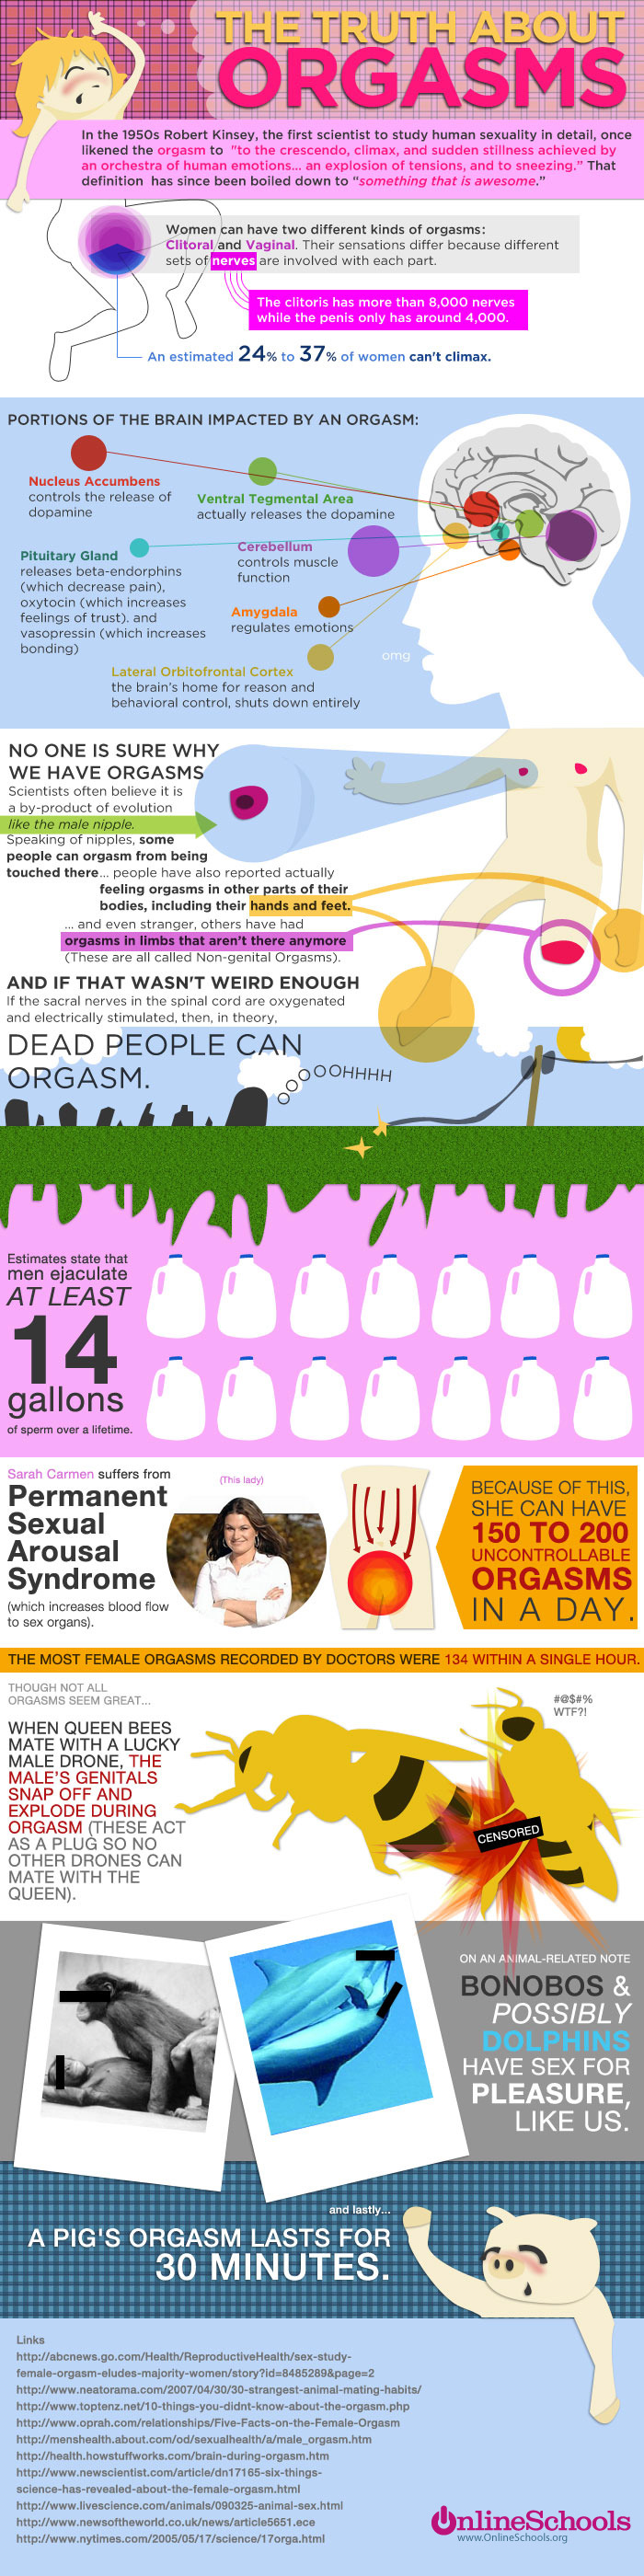 THE TRUTH ABOUT
ORGASMS
In the 1950s Robert Kinsey, the first scientist to study human sexuality in detail, once
likened the orgasm to "to the crescendo, climax, and sudden stillness achieved by
an orchestra of human emotions... an explosion of tensions, and to sneezing." That
definition has since been boiled down to "something that is awesome."
Women can have two different kinds of orgasms:
Clitoral and Vaginal. Their sensations differ because different
sets of nerves are involved with each part.
The clitoris has more than 8,000 nerves
while the penis only has around 4,000.
An estimated 24% to 37% of women can't climax.
PORTIONS OF THE BRAIN IMPACTED BY AN ORGASM:
Nucleus Accumbens
controls the release of
dopamine
Ventral Tegmental Area
actually releases the dopamine
Pituitary Gland
releases beta-endorphins
(which decrease pain),
oxytocin (which increases
feelings of trust). and
vasopressin (which increases
bonding)
Cerebellum
controls muscle
function
Amygdala
regulates emotions
omg
Lateral Orbitofrontal Cortex
the brain's home for reason and
behavioral control, shuts down entirely
NO ONE IS SURE WHY
WE HAVE ORGASMS
Scientists often believe it is
a by-product of evolution
like the male nipple.
Speaking of nipples, some
people can orgasm from being
touched there... people have also reported actually
feeling orgasms in other parts of their
bodies, including their hands and feet.
... and even stranger, others have had
orgasms in limbs that aren't there anymore
(These are all called Non-genital Orgasms).
AND IF THAT WASN'T WEIRD ENOUGH
If the sacral nerves in the spinal cord are oxygenated
and electrically stimulated, then, in theory,
DEAD PEOPLE CAN
ORGASM.
OOHHHH
Estimates state that
men ejaculate
AT LEAST
14
gallons
of sperm over a lifetime.
Sarah Carmen suffers from
Permanent
Sexual
Arousal
Syndrome
(which increases blood flow
to sex organs).
(This lady)
BECAUSE OF THIS,
SHE CAN HAVE
150 TO 200
UNCONTROLLABLE
ORGASMS
IN A DAY.
THE MOST FEMALE ORGASMS RECORDED BY DOCTORS WERE 134 WITHIN A SINGLE HOUR.
THOUGH NOT ALL
ORGASMS SEEM GREAT...
WHEN QUEEN BEES
MATE WITH A LUCKY
MALE DRONE, THE
MALE'S GENITALS
SNAP OFF AND
EXPLODE DURING
ORGASM (THESE ACT
AS A PLUG SO NO
OTHER DRONES CAN
MATE WITH THE
QUEEN).
#@$#%
WTF?!
CENSORED
ON AN ANIMAL-RELATED NOTE
BONOBOS &
POSSIBLY
DOLPHINS
HAVE SEX FOR
PLEASURE,
LIKE US.
and lastly...
A PIG'S ORGASM LASTS FOR
30 MINUTES.
Links
http://abcnews.go.com/Health/ReproductiveHealth/sex-study-
female-orgasm-eludes-majority-women/story?id=8485289&page=2
http://www.neatorama.com/2007/04/30/30-strangest-animal-mating-habits/
http://www.toptenz.net/10-things-you-didnt-know-about-the-orgasm.php
http://www.oprah.com/relationships/Five-Facts-on-the-Female-Orgasm
http://menshealth.about.com/od/sexualhealth/a/male_orgasm.htm
http://health.howstuffworks.com/brain-during-orgasm.htm
http://www.newscientist.com/article/dn17165-six-things-
science-has-revealed-about-the-female-orgasm.html
http://www.livescience.com/animals/090325-animal-sex.html
http://www.newsoftheworld.co.uk/news/article5651.ece
http://www.nytimes.com/2005/05/17/science/17orga.html
OnlineSchools
www.OnlineSchools.org